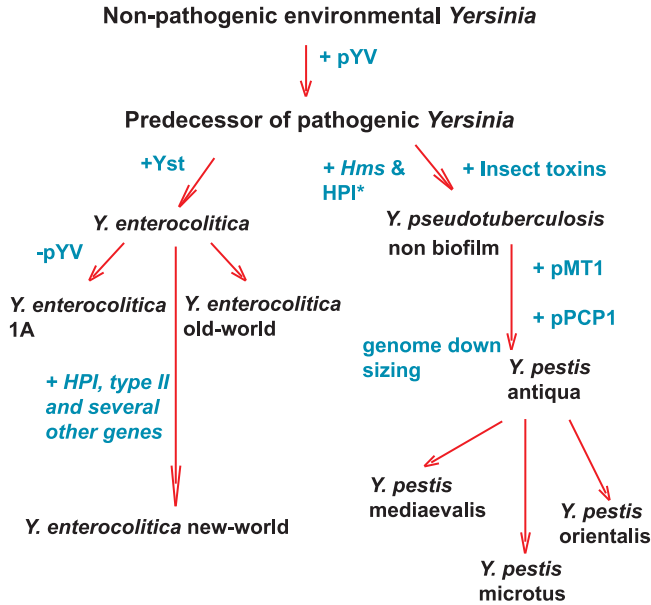 Non-pathogenic environmental Yersinia
+ pYV
Predecessor of pathogenic Yersinia
+Yst
+ Hms &
HPI*
+ Insect toxins
Y. enterocolitica
Y. pseudotuberculosis
non biofilm
-pYV
+ pMT1
Y. enterocolitica
1A
Y. enterocolitica
old-world
+ pPCP1
genome down
sizing
Y. pestis
antiqua
+ HPI, type II
and several
other genes
Y. pestis
mediaevalis
Y. pestis
orientalis
Y. enterocolitica new-world
Y. pestis
microtus